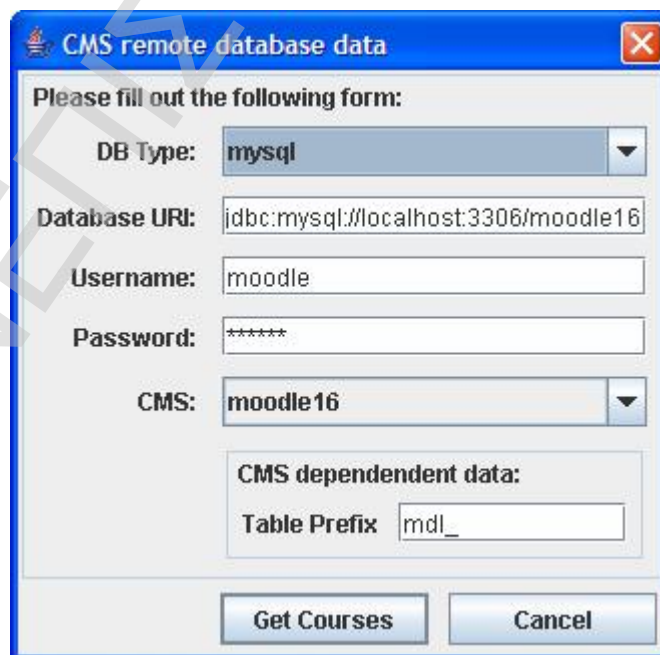 CMS remote database data
Please fill out the following form:
DB Type: mysql
Database URI: jdbc:mysql://localhost:3306/moodle16
Username: moodle
Password: ******
CMS: moodle16
CMS dependendent data:
Table Prefix mdl_
Get Courses Cancel